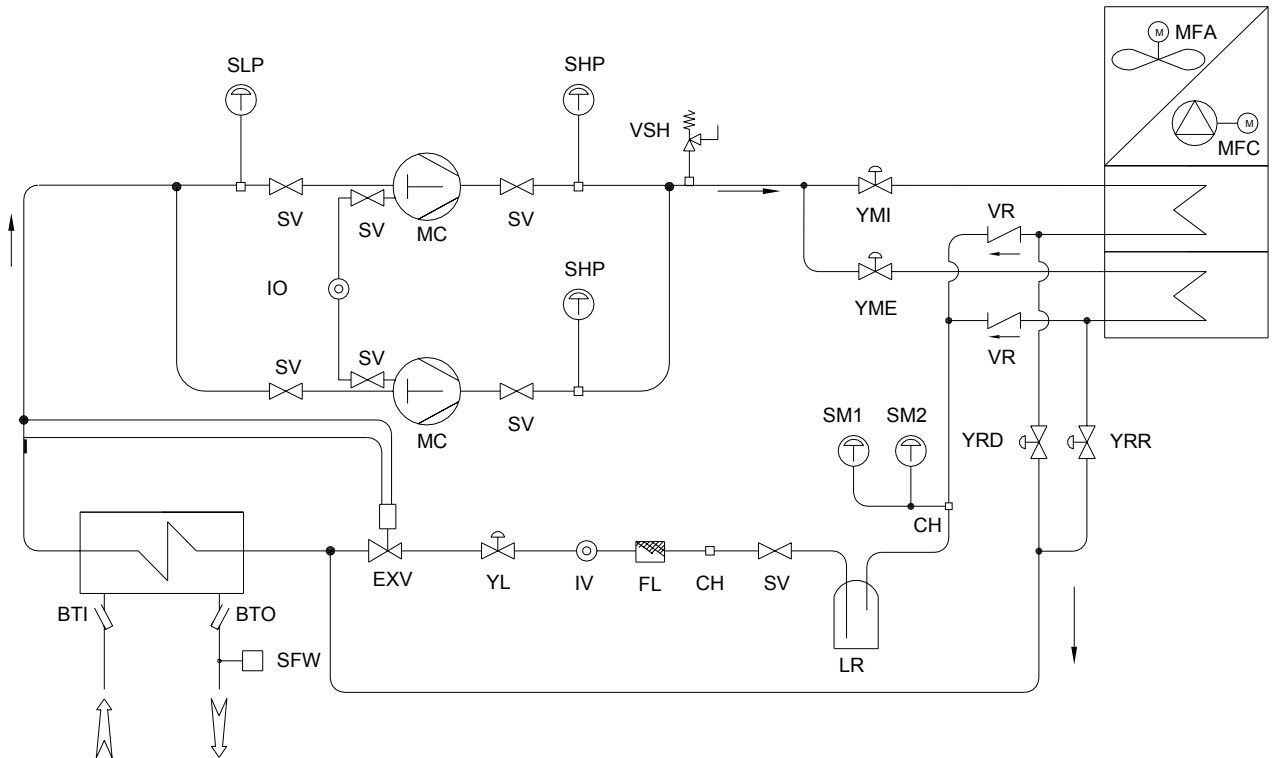 M MFA
M
MFC
SLP
SHP
VSH
SV
SV
SV
MC
YMI
VR
IO
SHP
YME
VR
SV
SV
SV
MC
SM1
SM2
YRD
YRR
CH
EXV
YL
IV
FL
CH
SV
LR
BTI
BTO
SFW